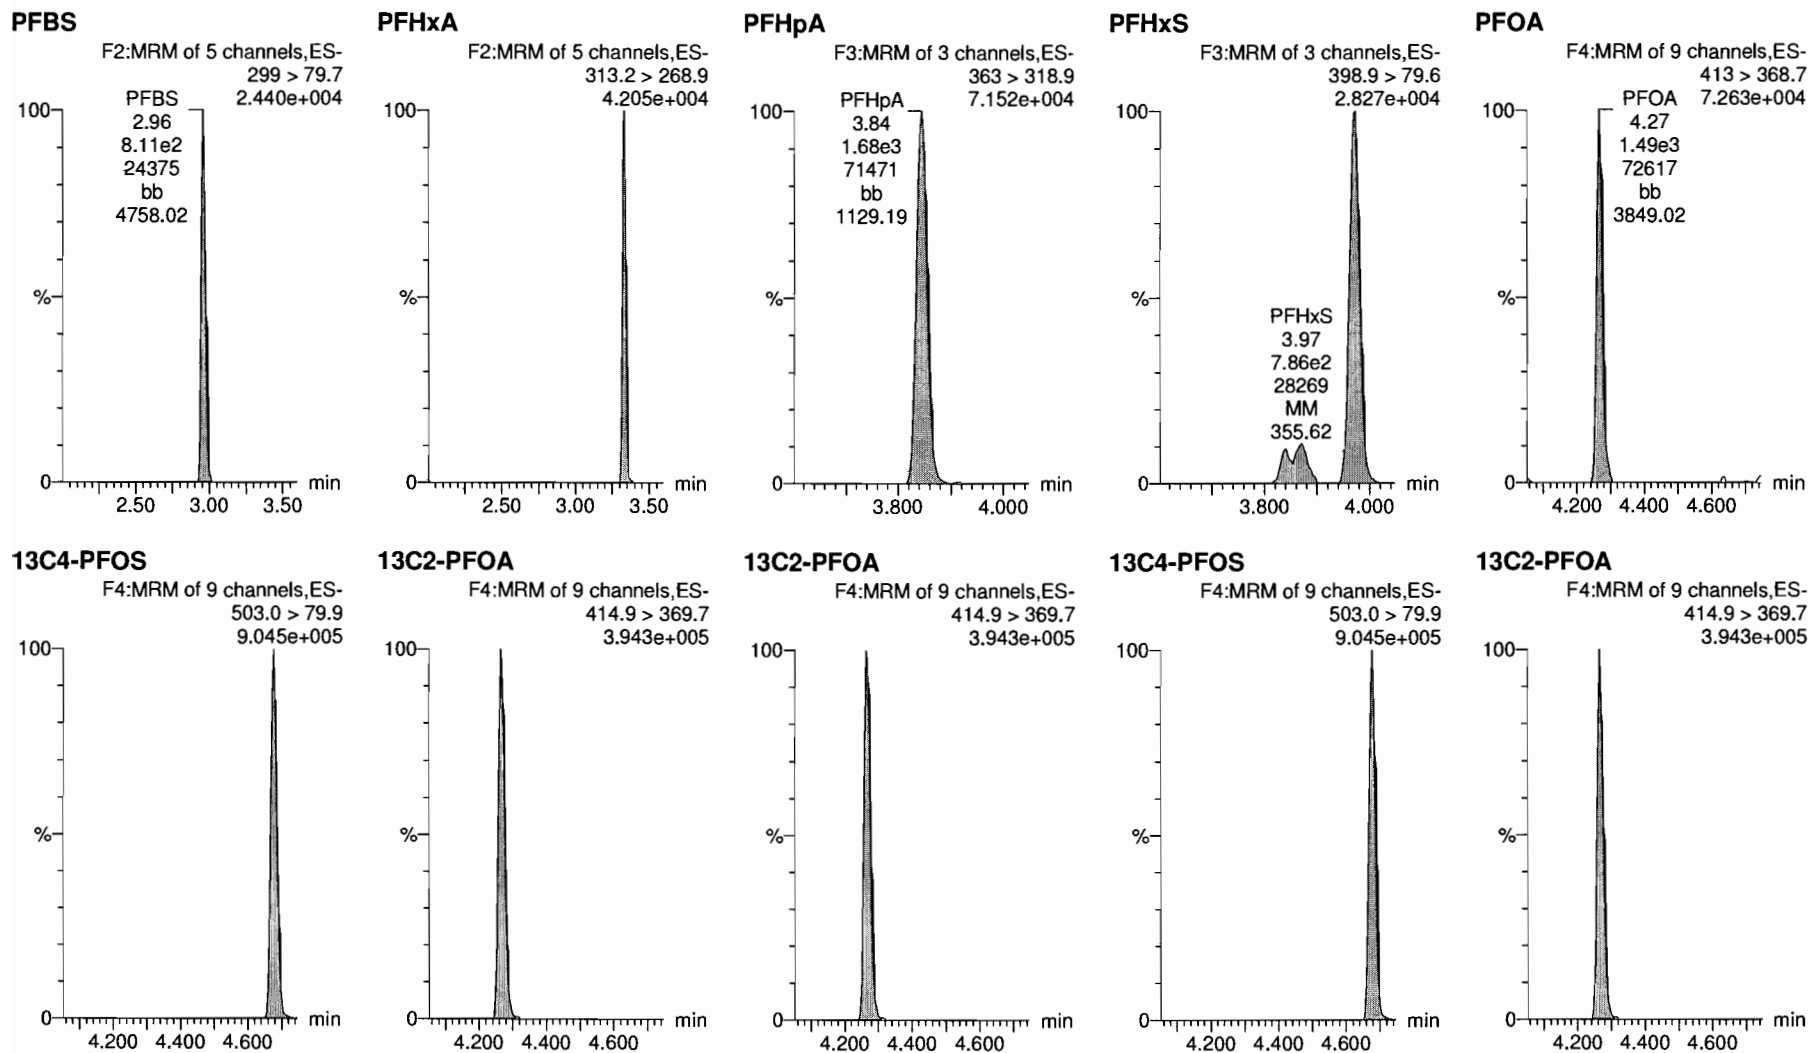 PFBS
F2:MRM of 5 channels,ES-
299 > 79.7
2.440e+004
PFBS
2.96
8.11e2
24375
bb
4758.02
100
%
0
2.50 3.00 3.50
min
PFHxA
F2:MRM of 5 channels,ES-
313.2 > 268.9
4.205e+004
100
%
0
2.50 3.00 3.50
min
PFHpA
F3:MRM of 3 channels,ES-
363 > 318.9
7.152e+004
PFHpA
3.84
1.68e3
71471
bb
1129.19
100
%
0
3.800 4.000
min
PFHxS
F3:MRM of 3 channels,ES-
398.9 > 79.6
2.827e+004
100
%
PFHxS
3.97
7.86e2
28269
MM
355.62
0
3.800 4.000
min
PFOA
F4:MRM of 9 channels,ES-
413 > 368.7
7.263e+004
PFOA
4.27
1.49e3
72617
bb
3849.02
100
%
0
4.200 4.400 4.600
min
13C4-PFOS
F4:MRM of 9 channels,ES-
503.0 > 79.9
9.045e+005
100
%
0
4.200 4.400 4.600
min
13C2-PFOA
F4:MRM of 9 channels,ES-
414.9 > 369.7
3.943e+005
100
%
0
4.200 4.400 4.600
min
13C2-PFOA
F4:MRM of 9 channels,ES-
414.9 > 369.7
3.943e+005
100
%
0
4.200 4.400 4.600
min
13C4-PFOS
F4:MRM of 9 channels,ES-
503.0 > 79.9
9.045e+005
100
%
0
4.200 4.400 4.600
min
13C2-PFOA
F4:MRM of 9 channels,ES-
414.9 > 369.7
3.943e+005
100
%
0
4.200 4.400 4.600
min